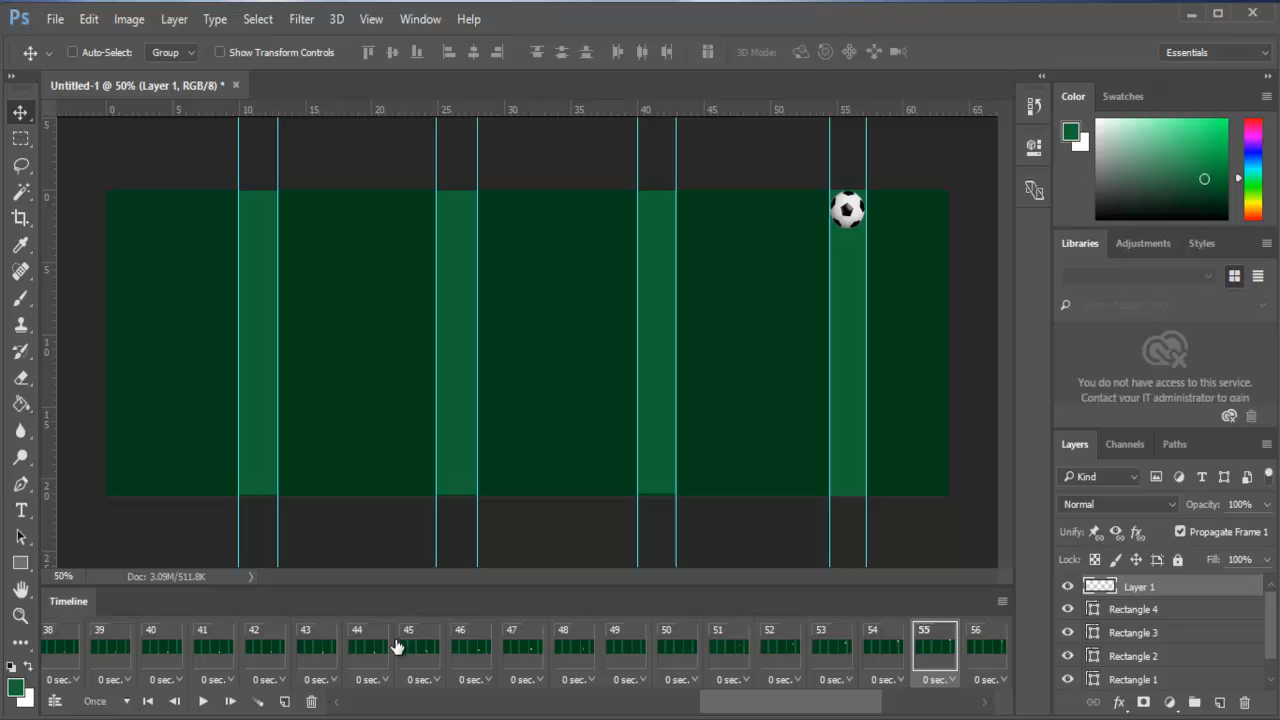 Ps File Edit Image Layer Type Select Filter 3D View Window Help
Auto-Select: Group Show Transform Controls 3D Mode: Essentials
Untitled-1 @ 50% (Layer 1, RGB/8) * ×
0 5 10 15 20 25 30 35 40 45 50 55 60 65
5
0
5
10
15
20
2
Color Swatches
Libraries Adjustments Styles
You do not have access to this service.
Contact your IT administrator to gain
Layers Channels Paths
Kind
Normal Opacity: 100%
Unify: Propagate Frame 1
Lock: Fill: 100%
Layer 1
Rectangle 4
Rectangle 3
Rectangle 2
Rectangle 1
50% Doc: 3.09M/511.8K
Timeline
38 39 40 41 42 43 44 45 46 47 48 49 50 51 52 53 54 55 56
0 sec. 0 sec. 0 sec. 0 sec. 0 sec. 0 sec. 0 sec. 0 sec. 0 sec. 0 sec. 0 sec. 0 sec. 0 sec. 0 sec. 0 sec. 0 sec. 0 sec. 0 sec. 0 sec.
Once